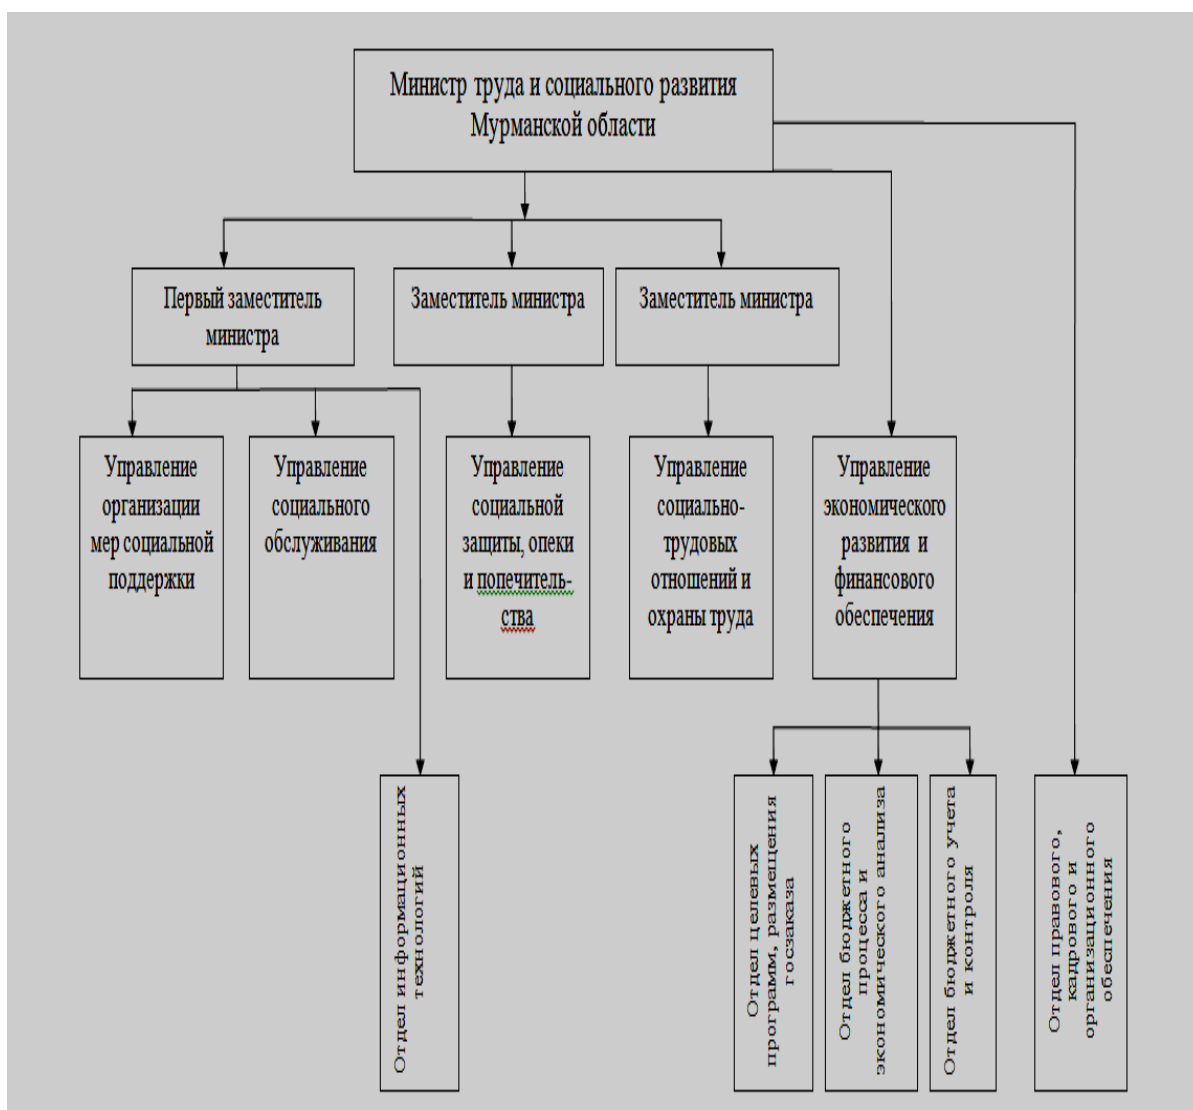 Министр труда и социального развития
Мурманской области
Первый заместитель
министра
Заместитель министра
Заместитель министра
Управление
организации
мер социальной
поддержки
Управление
социального
обслуживания
Управление
социальной
защиты, опеки
и попечитель-
ства
Управление
социально-
трудовых
отношений и
охраны труда
Управление
экономического
развития и
финансового
обеспечения
Отдел информационных
технологий
Отдел целевых
программ, размещения
госзаказа
Отдел бюджетного
процесса и
экономического анализа
Отдел бюджетного учета
и контроля
Отдел правового,
кадрового и
организационного
обеспечения